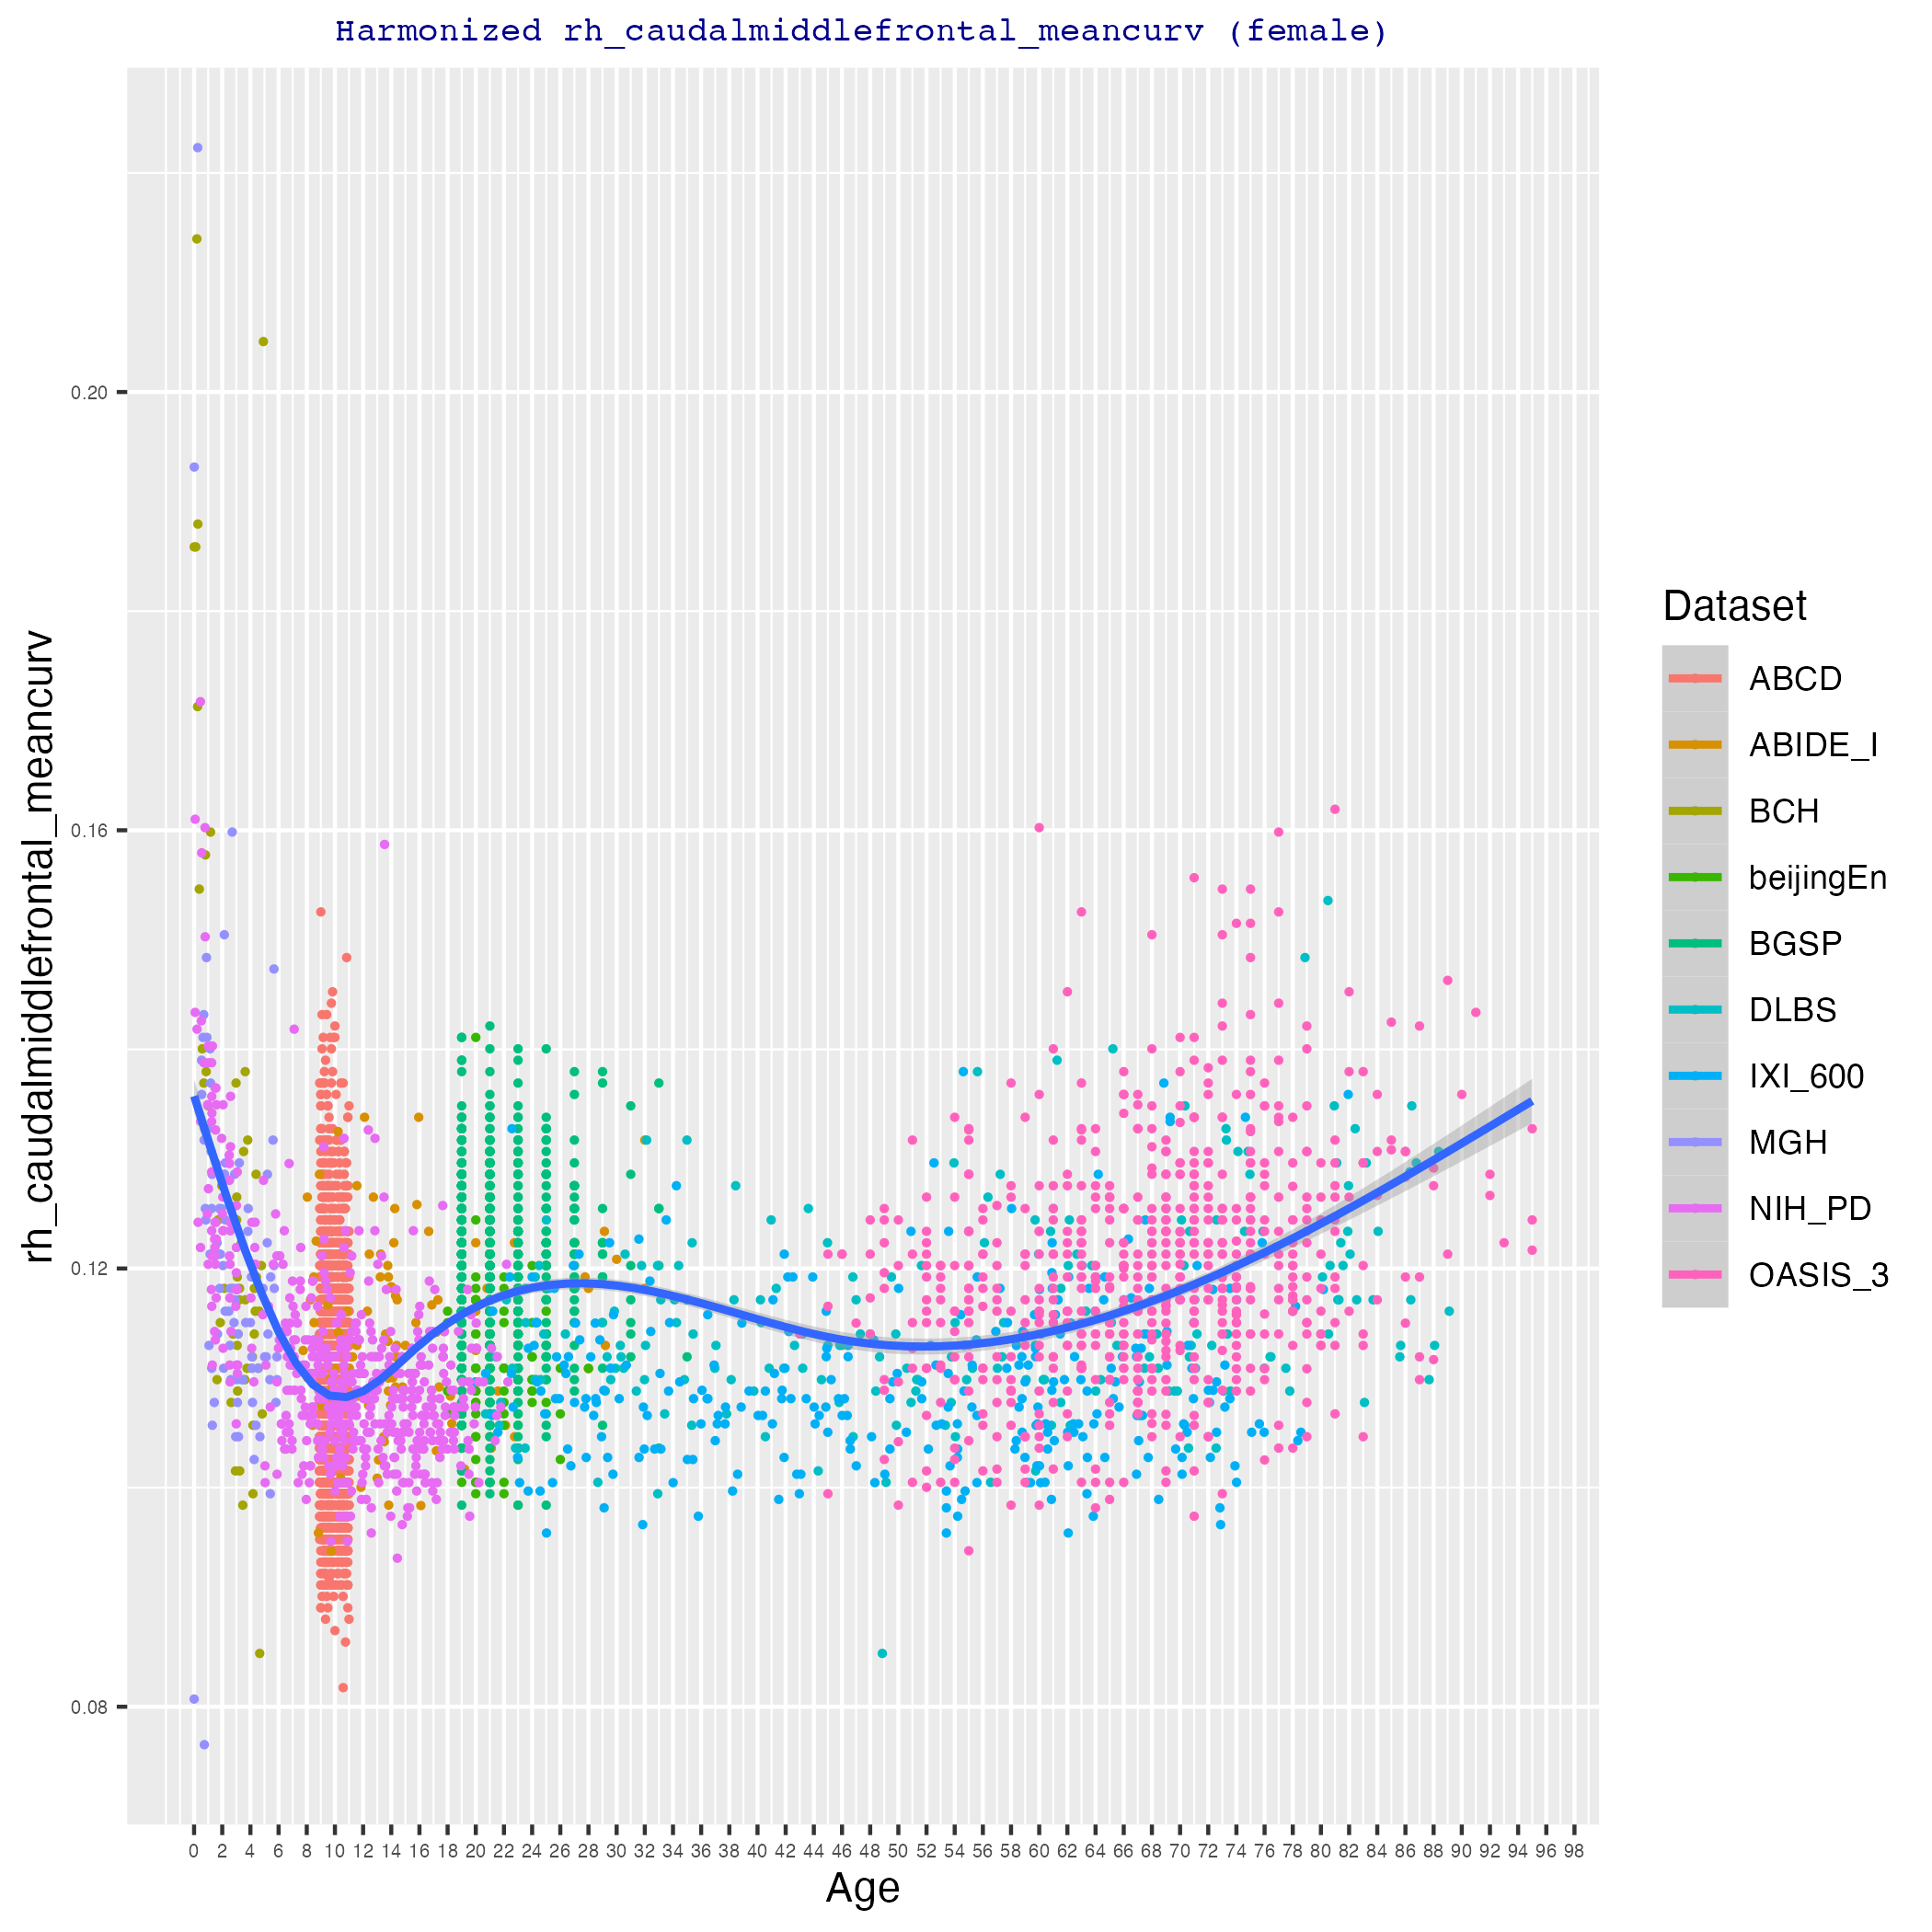 Harmonized rh_caudalmiddlefrontal_meancurv (female)
rh_caudalmiddlefrontal_meancurv
0.20
0.16
0.12
0.08
0 2 4 6 8 10 12 14 16 18 20 22 24 26 28 30 32 34 36 38 40 42 44 46 48 50 52 54 56 58 60 62 64 66 68 70 72 74 76 78 80 82 84 86 88 90 92 94 96 98
Age
Dataset
ABCD
ABIDE_I
BCH
beijingEn
BGSP
DLBS
IXI_600
MGH
NIH_PD
OASIS_3